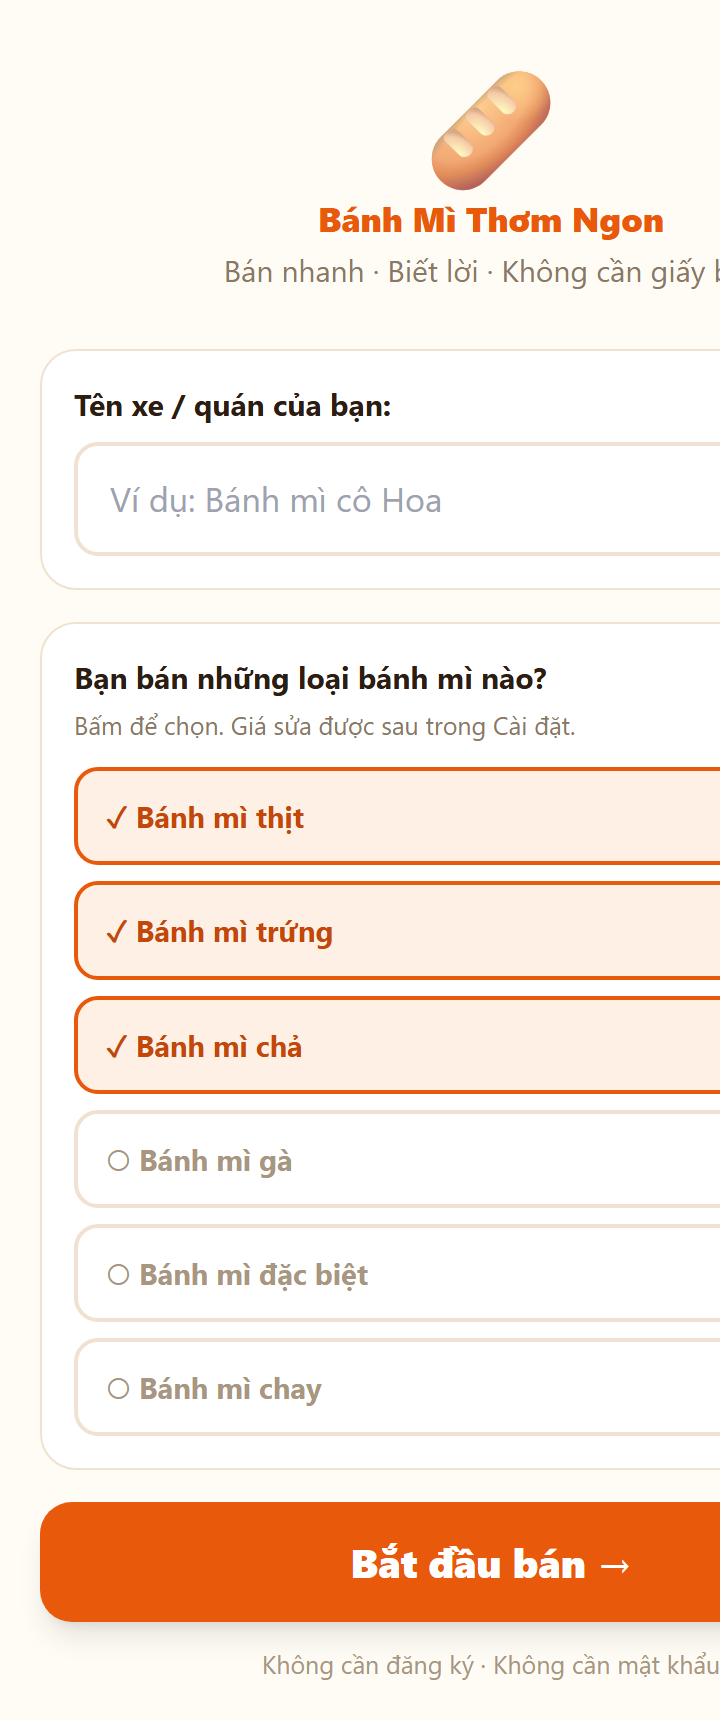 Bánh Mì Thơm Ngon
Bán nhanh · Biết lời · Không cần giấy
Tên xe / quán của bạn:
Ví dụ: Bánh mì cô Hoa
Bạn bán những loại bánh mì nào?
Bấm để chọn. Giá sửa được sau trong Cài đặt.
✓ Bánh mì thịt
✓ Bánh mì trứng
✓ Bánh mì chả
○ Bánh mì gà
○ Bánh mì đặc biệt
○ Bánh mì chay
Bắt đầu bán →
Không cần đăng ký · Không cần mật khẩu